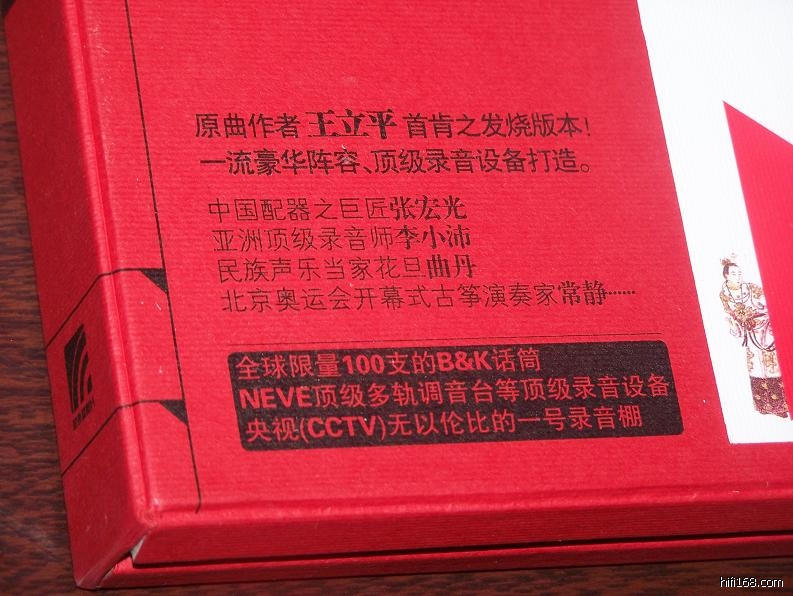 原曲作者王立平首肯之发烧版本!
一流豪华阵容、顶级录音设备打造。
中国配器之巨匠张宏光
亚洲顶级录音师李小沛
民族声乐当家花旦曲丹
北京奥运会开幕式古筝演奏家常静……
全球限量100支的B&K话筒
NEVE顶级多轨调音台等顶级录音设备
央视(CCTV)无以伦比的一号录音棚
hifi168.com